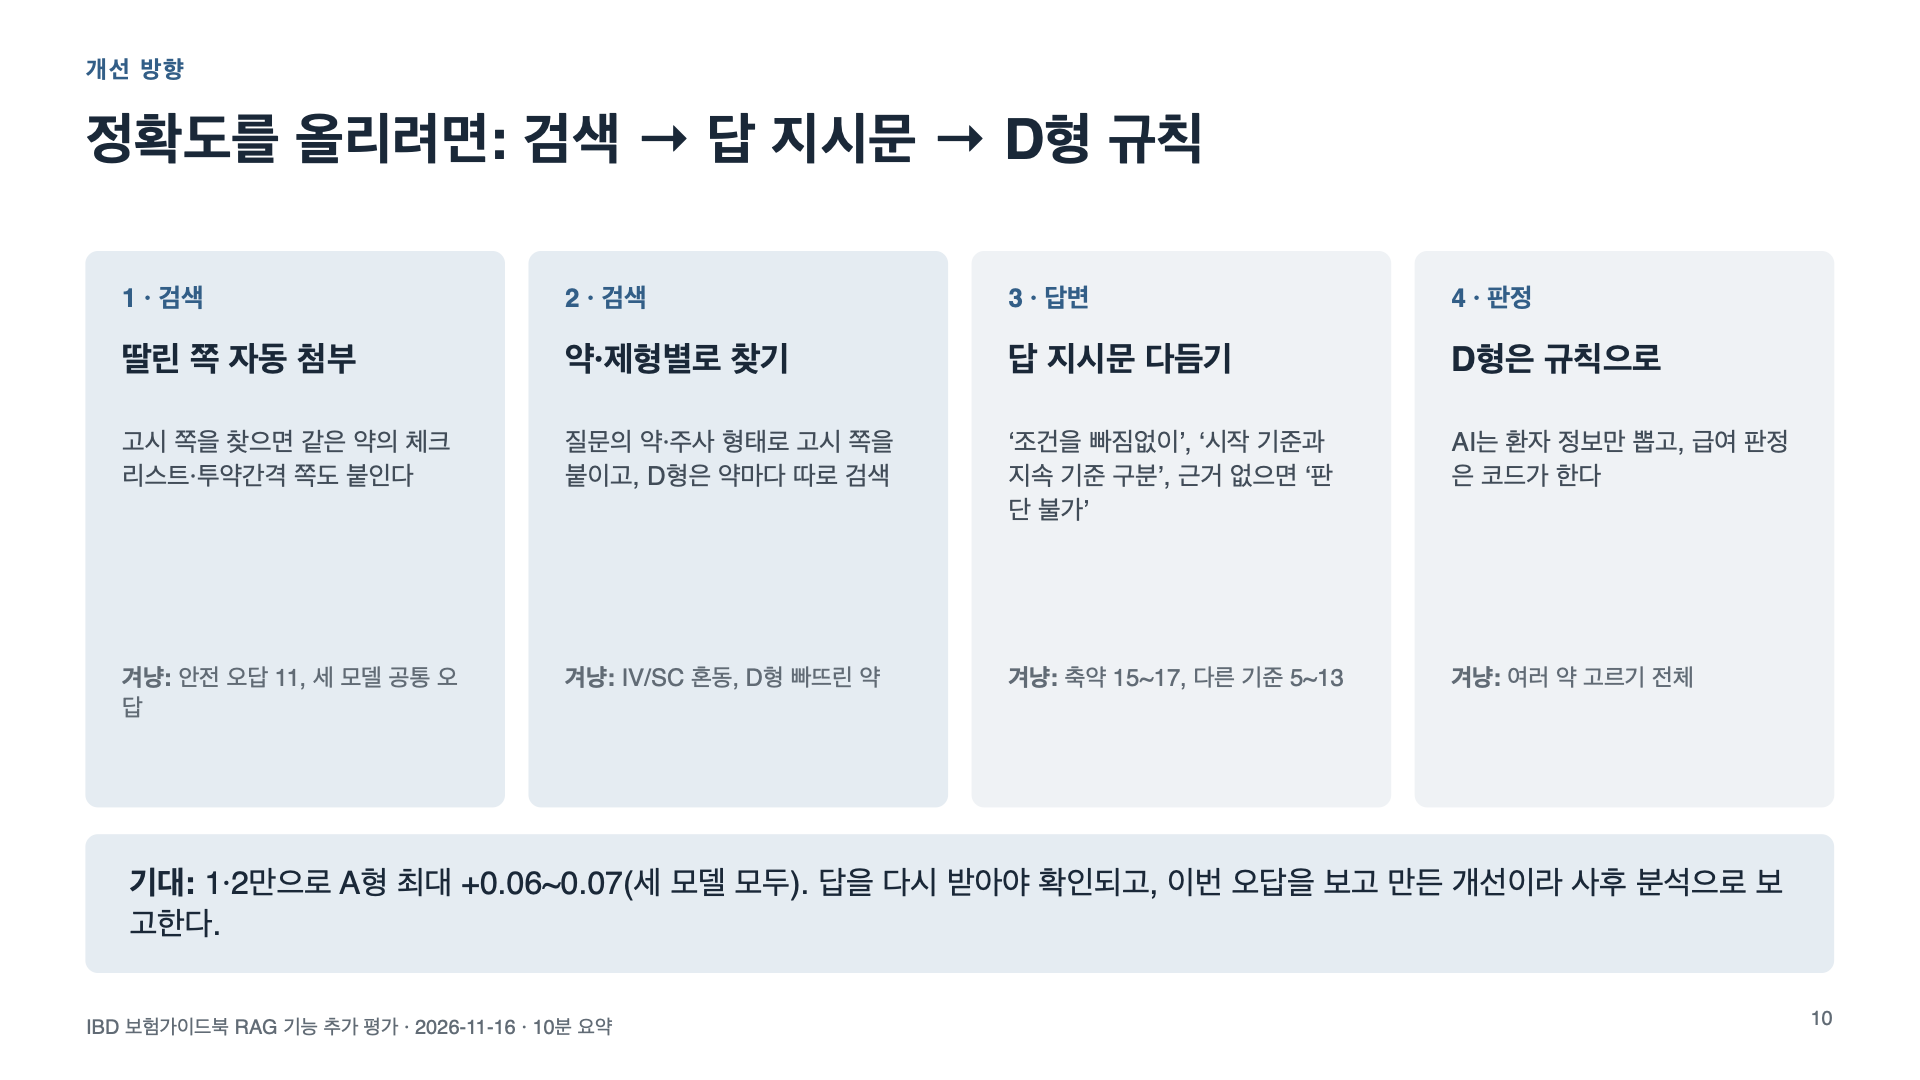 개선 방향
정확도를 올리려면: 검색 → 답 지시문 → D형 규칙
1 · 검색
딸린 쪽 자동 첨부
고시 쪽을 찾으면 같은 약의 체크
리스트·투약간격 쪽도 붙인다
겨냥: 안전 오답 11, 세 모델 공통 오
답
2 · 검색
약·제형별로 찾기
질문의 약·주사 형태로 고시 쪽을
붙이고, D형은 약마다 따로 검색
겨냥: IV/SC 혼동, D형 빠뜨린 약
3 · 답변
답 지시문 다듬기
‘조건을 빠짐없이’, ‘시작 기준과
지속 기준 구분’, 근거 없으면 ‘판
단 불가’
겨냥: 축약 15~17, 다른 기준 5~13
4 · 판정
D형은 규칙으로
AI는 환자 정보만 뽑고, 급여 판정
은 코드가 한다
겨냥: 여러 약 고르기 전체
기대: 1·2만으로 A형 최대 +0.06~0.07(세 모델 모두). 답을 다시 받아야 확인되고, 이번 오답을 보고 만든 개선이라 사후 분석으로 보
고한다.
IBD 보험가이드북 RAG 기능 추가 평가 · 2026-11-16 · 10분 요약
10